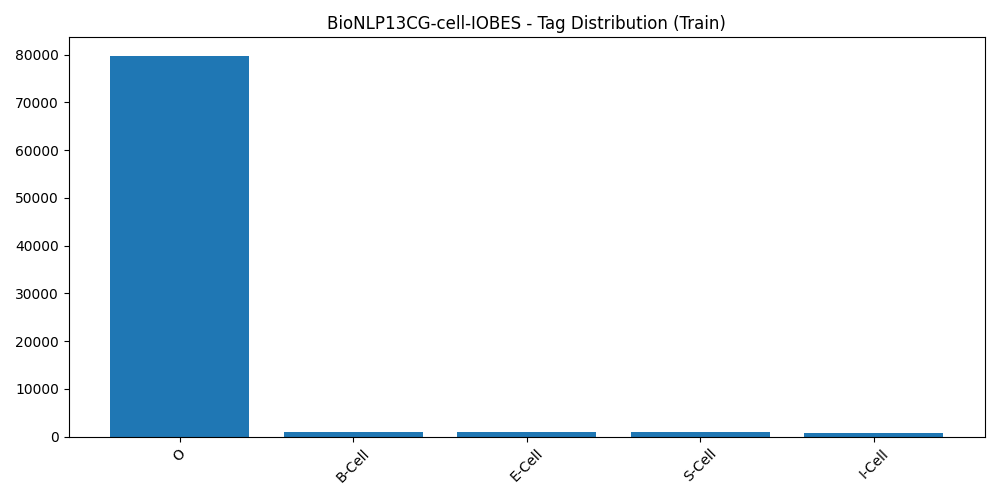 BioNLP13CG-cell-IOBES - Tag Distribution (Train)
80000
70000
60000
50000
40000
30000
20000
10000
0
O
B-Cell
E-Cell
S-Cell
I-Cell